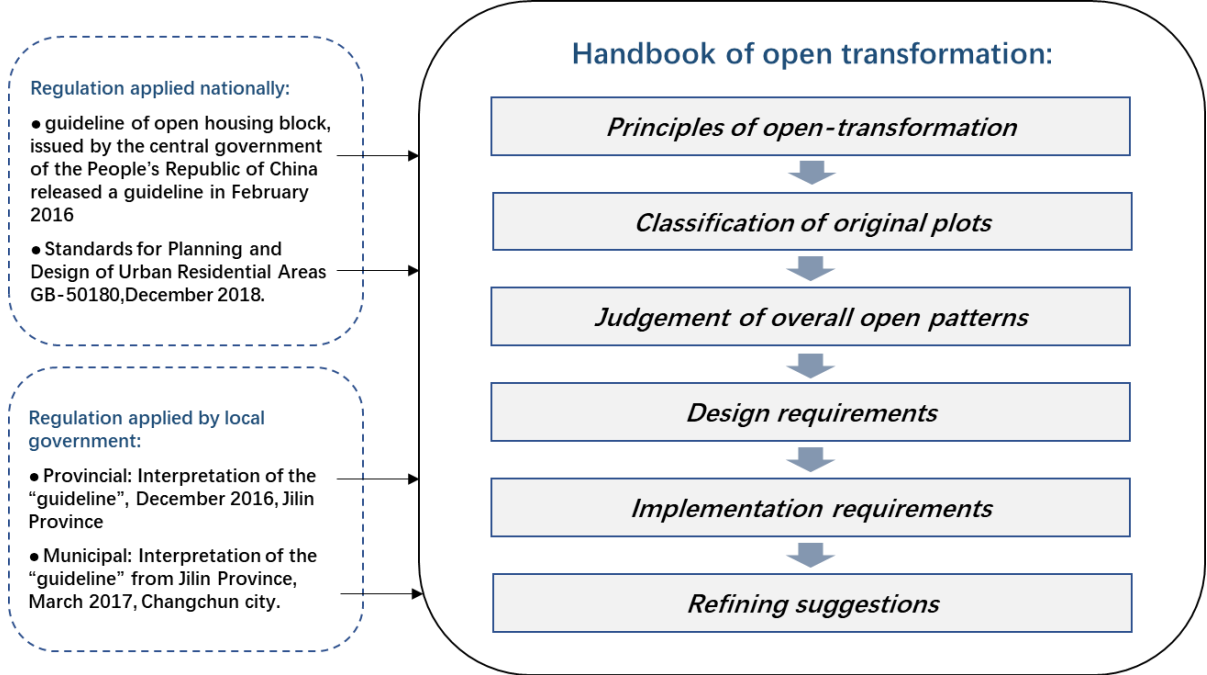 Regulation applied nationally:
● guideline of open housing block,
issued by the central government
of the People's Republic of China
released a guideline in February
2016
● Standards for Planning and
Design of Urban Residential Areas
GB-50180,December 2018.
Regulation applied by local
government:
● Provincial: Interpretation of the
“guideline”, December 2016, Jilin
Province
● Municipal: Interpretation of the
“guideline” from Jilin Province,
March 2017, Changchun city.
Handbook of open transformation:
Principles of open-transformation
Classification of original plots
Judgement of overall open patterns
Design requirements
Implementation requirements
Refining suggestions